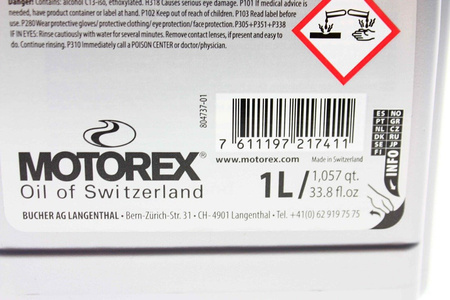 Danger: Contains: alcohol C13-iso, ethoxylated. H318 Causes serious eye damage. P101 If medical advice is
needed, have product container or label at hand. P102 Keep out of reach of children. P103 Read label before
use. P280 Wear protective gloves/protective clothing/eye protection/face protection. P305+P351+P338
IF IN EYES: Rinse cautiously with water for several minutes. Remove contact lenses, if present and easy to
do. Continue rinsing. P310 Immediately call a POISON CENTER or doctor/physician.
804737-01
7 611197 217411
www.motorex.com Made in Switzerland
MOTOREX®
Oil of Switzerland
1L/ 1,057 qt.
33.8 fl.oz
BUCHER AG LANGENTHAL • Bern-Zürich-Str. 31 • CH-4901 Langenthal • Tel. +41(0) 62 919 75 75
ES NO
PT GR
NL CZ
DK RU
SE JP
FI
INFO